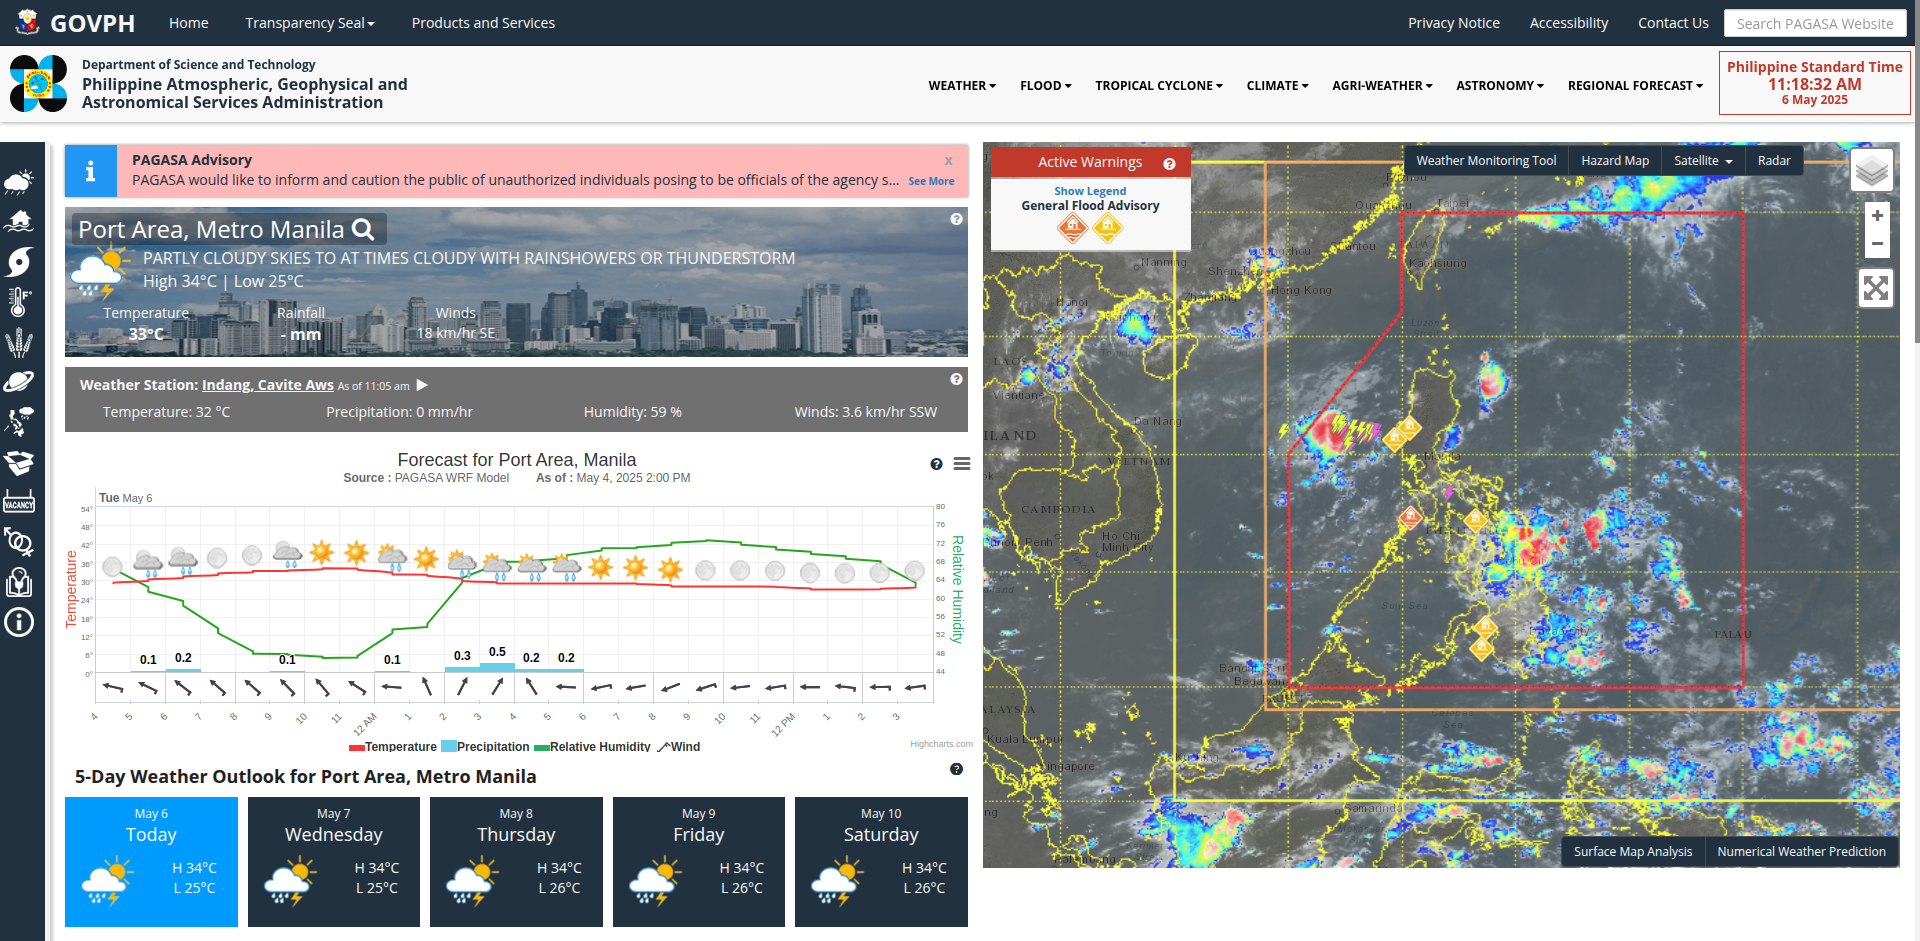 GOVPH
Home
Transparency Seal
Products and Services
Privacy Notice
Accessibility
Contact Us
Search PAGASA Website
Department of Science and Technology
Philippine Atmospheric, Geophysical and
Astronomical Services Administration
WEATHER
FLOOD
TROPICAL CYCLONE
CLIMATE
AGRI-WEATHER
ASTRONOMY
REGIONAL FORECAST
Philippine Standard Time
11:18:32 AM
6 May 2025
VACANCY
PAGASA Advisory
x
PAGASA would like to inform and caution the public of unauthorized individuals posing to be officials of the agency s... See More
Port Area, Metro Manila
PARTLY CLOUDY SKIES TO AT TIMES CLOUDY WITH RAINSHOWERS OR THUNDERSTORM
High 34°C | Low 25°C
Temperature
33°C
Rainfall
- mm
Winds
18 km/hr SE
Weather Station: Indang, Cavite Aws As of 11:05 am
Temperature: 32 °C
Precipitation: 0 mm/hr
Humidity: 59 %
Winds: 3.6 km/hr SSW
Forecast for Port Area, Manila
Source : PAGASA WRF Model As of : May 4, 2025 2:00 PM
Tue May 6
Temperature
54°
48°
42°
36°
30°
24°
18°
12°
6°
0°
80
76
72
68
64
60
56
52
48
44
Relative Humidity
0.1
0.2
0.1
0.1
0.3
0.5
0.2
0.2
4
5
6
7
8
9
10
11
12 AM
1
2
3
4
5
6
7
8
9
10
11
12 PM
1
2
3
Temperature
Precipitation
Relative Humidity
Wind
Highcharts.com
5-Day Weather Outlook for Port Area, Metro Manila
May 6
Today
H 34°C
L 25°C
May 7
Wednesday
H 34°C
L 25°C
May 8
Thursday
H 34°C
L 26°C
May 9
Friday
H 34°C
L 26°C
May 10
Saturday
H 34°C
L 26°C
Active Warnings
Show Legend
General Flood Advisory
Weather Monitoring Tool
Hazard Map
Satellite
Radar
+
−
Taipei
Shantou
Nanning
Kaohsiung
Hong Kong
Hanoi
Luzon
Vientiane
Da Nang
VIETNAM
Manila
CAMBODIA
Ho Chi
Minh City
PALAU
Bandar Seri
Begawan
Kuala Lumpur
Singapore
Samarinda
Surface Map Analysis
Numerical Weather Prediction